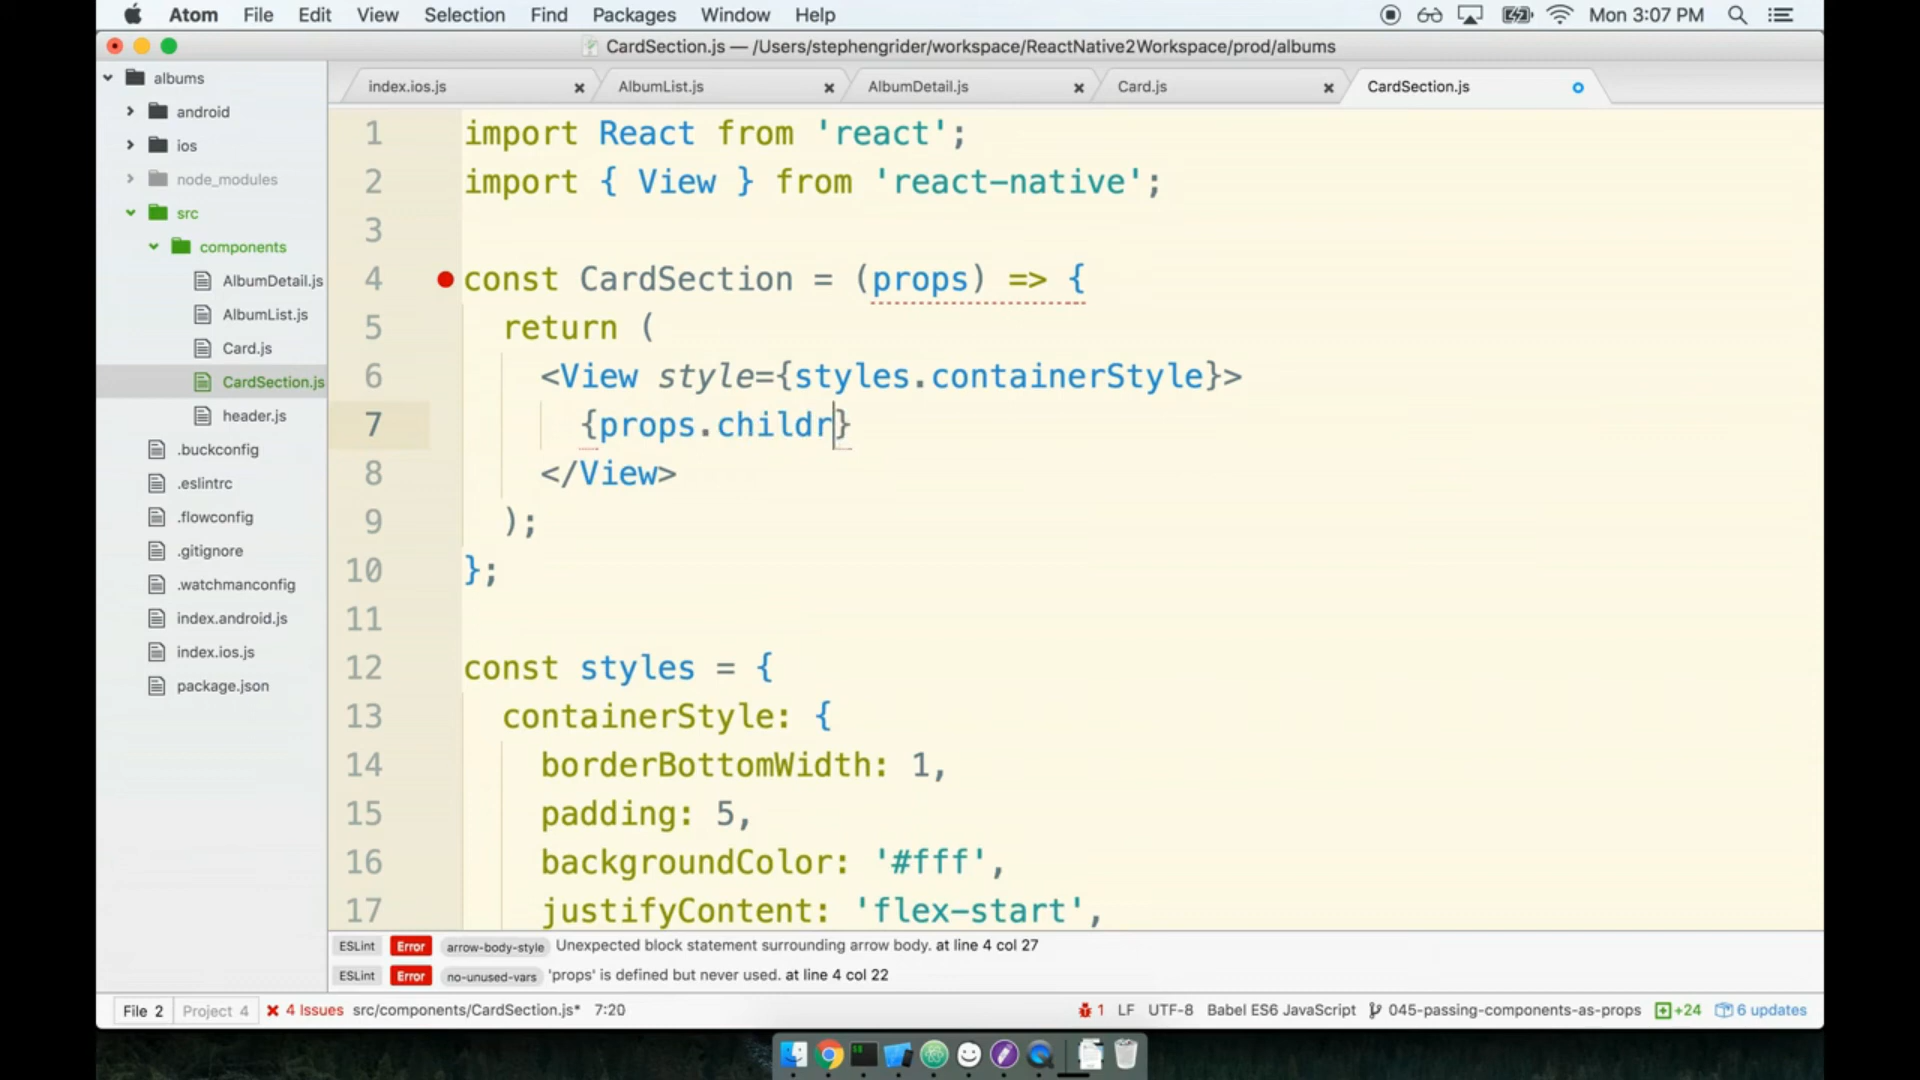 Atom File Edit View Selection Find Packages Window Help Mon 3:07 PM
CardSection.js — /Users/stephengrider/workspace/ReactNative2Workspace/prod/albums
albums
android
ios
node_modules
src
components
AlbumDetail.js
AlbumList.js
Card.js
CardSection.js
header.js
.buckconfig
.eslintrc
.flowconfig
.gitignore
.watchmanconfig
index.android.js
index.ios.js
package.json
index.ios.js AlbumList.js AlbumDetail.js Card.js CardSection.js
1 import React from 'react';
2 import { View } from 'react-native';
3
4 const CardSection = (props) => {
5 return (
6 <View style={styles.containerStyle}>
7 {props.childr}
8 </View>
9 );
10 };
11
12 const styles = {
13 containerStyle: {
14 borderBottomWidth: 1,
15 padding: 5,
16 backgroundColor: '#fff',
17 justifyContent: 'flex-start',
ESLint Error arrow-body-style Unexpected block statement surrounding arrow body. at line 4 col 27
ESLint Error no-unused-vars 'props' is defined but never used. at line 4 col 22
File 2 Project 4 4 Issues src/components/CardSection.js* 7:20 1 LF UTF-8 Babel ES6 JavaScript 045-passing-components-as-props +24 6 updates